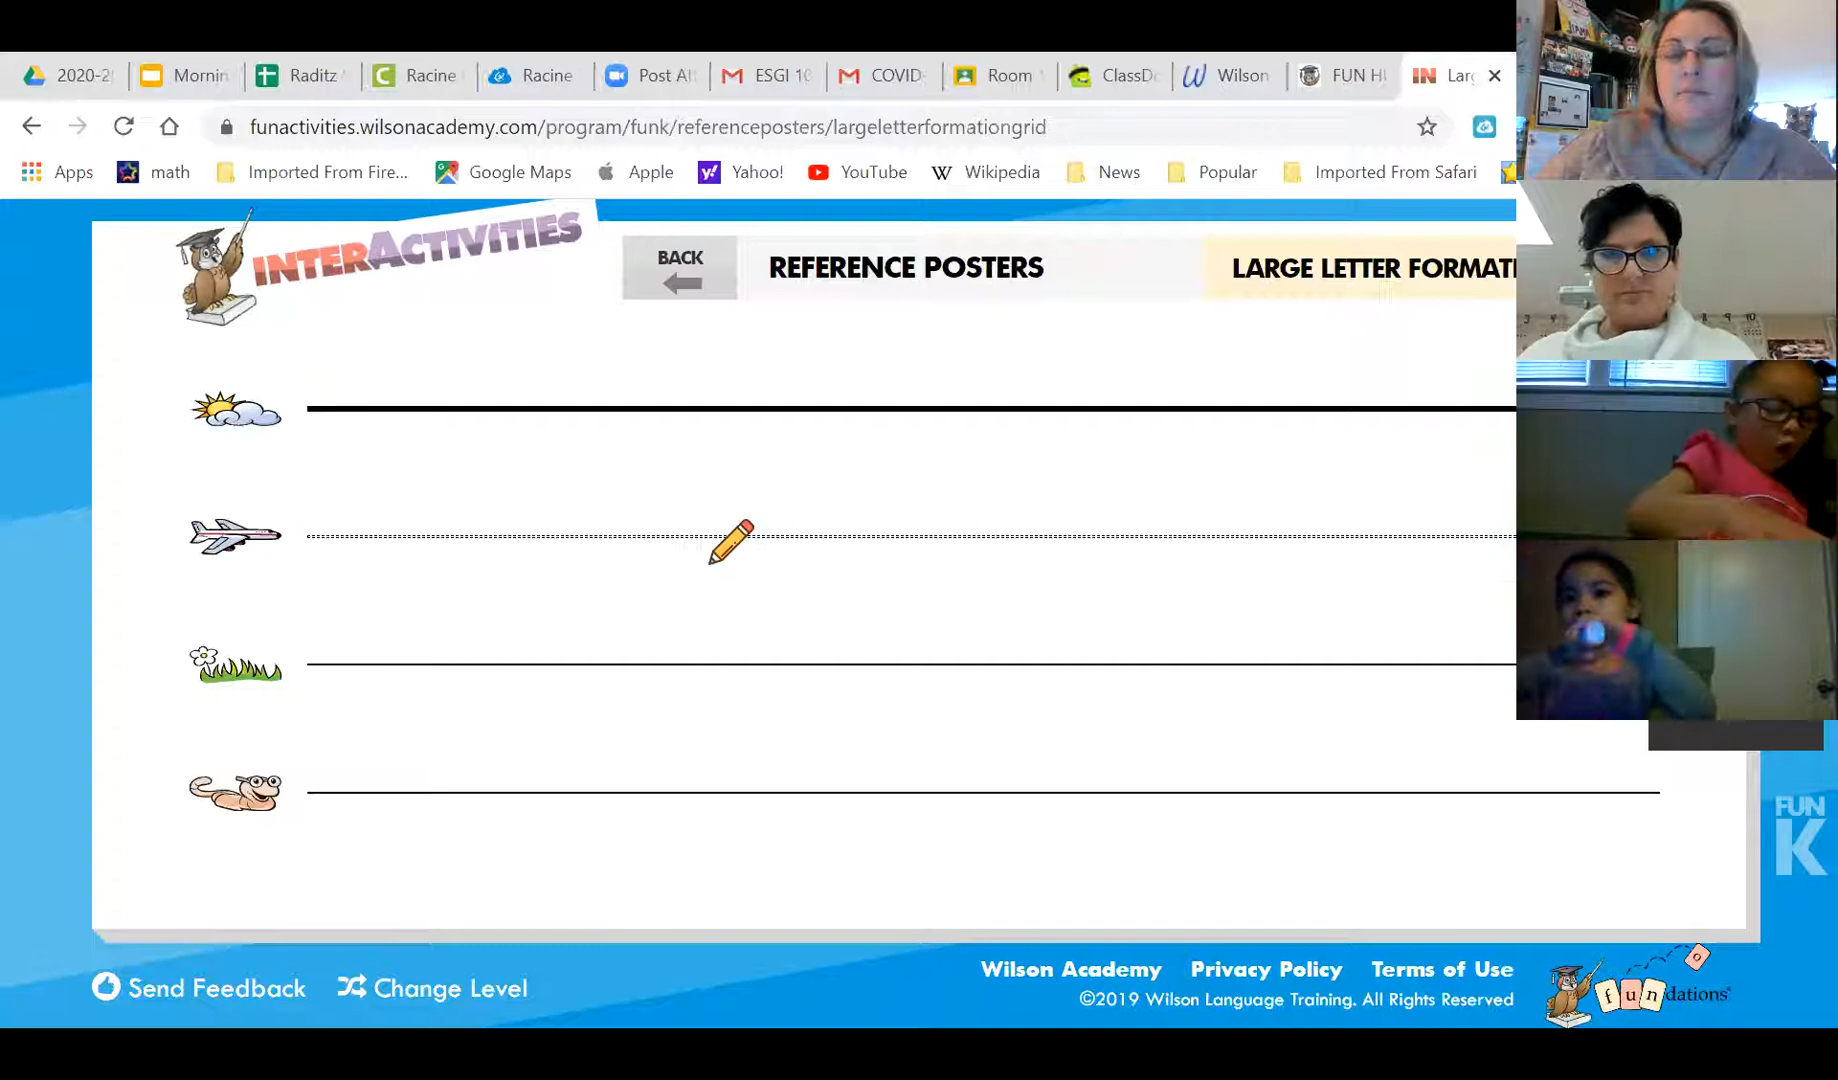 2020-2 Mornin Raditz Racine Racine Post At ESGI 10 COVID- Room ClassDo Wilson FUN H Larg
funactivities.wilsonacademy.com/program/funk/referenceposters/largeletterformationgrid
Apps math Imported From Fire... Google Maps Apple Yahoo! YouTube Wikipedia News Popular Imported From Safari
INTERACTIVITIES
BACK
REFERENCE POSTERS
LARGE LETTER FORMATI
FUN
K
Send Feedback Change Level
Wilson Academy Privacy Policy Terms of Use
©2019 Wilson Language Training. All Rights Reserved
fundations®
o